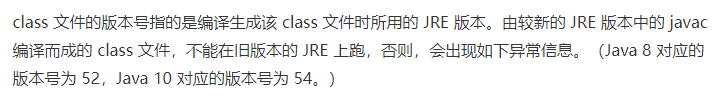 class 文件的版本号指的是编译生成该 class 文件时所用的 JRE 版本。由较新的 JRE 版本中的 javac
编译而成的 class 文件，不能在旧版本的 JRE 上跑，否则，会出现如下异常信息。（Java 8 对应的
版本号为 52，Java 10 对应的版本号为 54。）